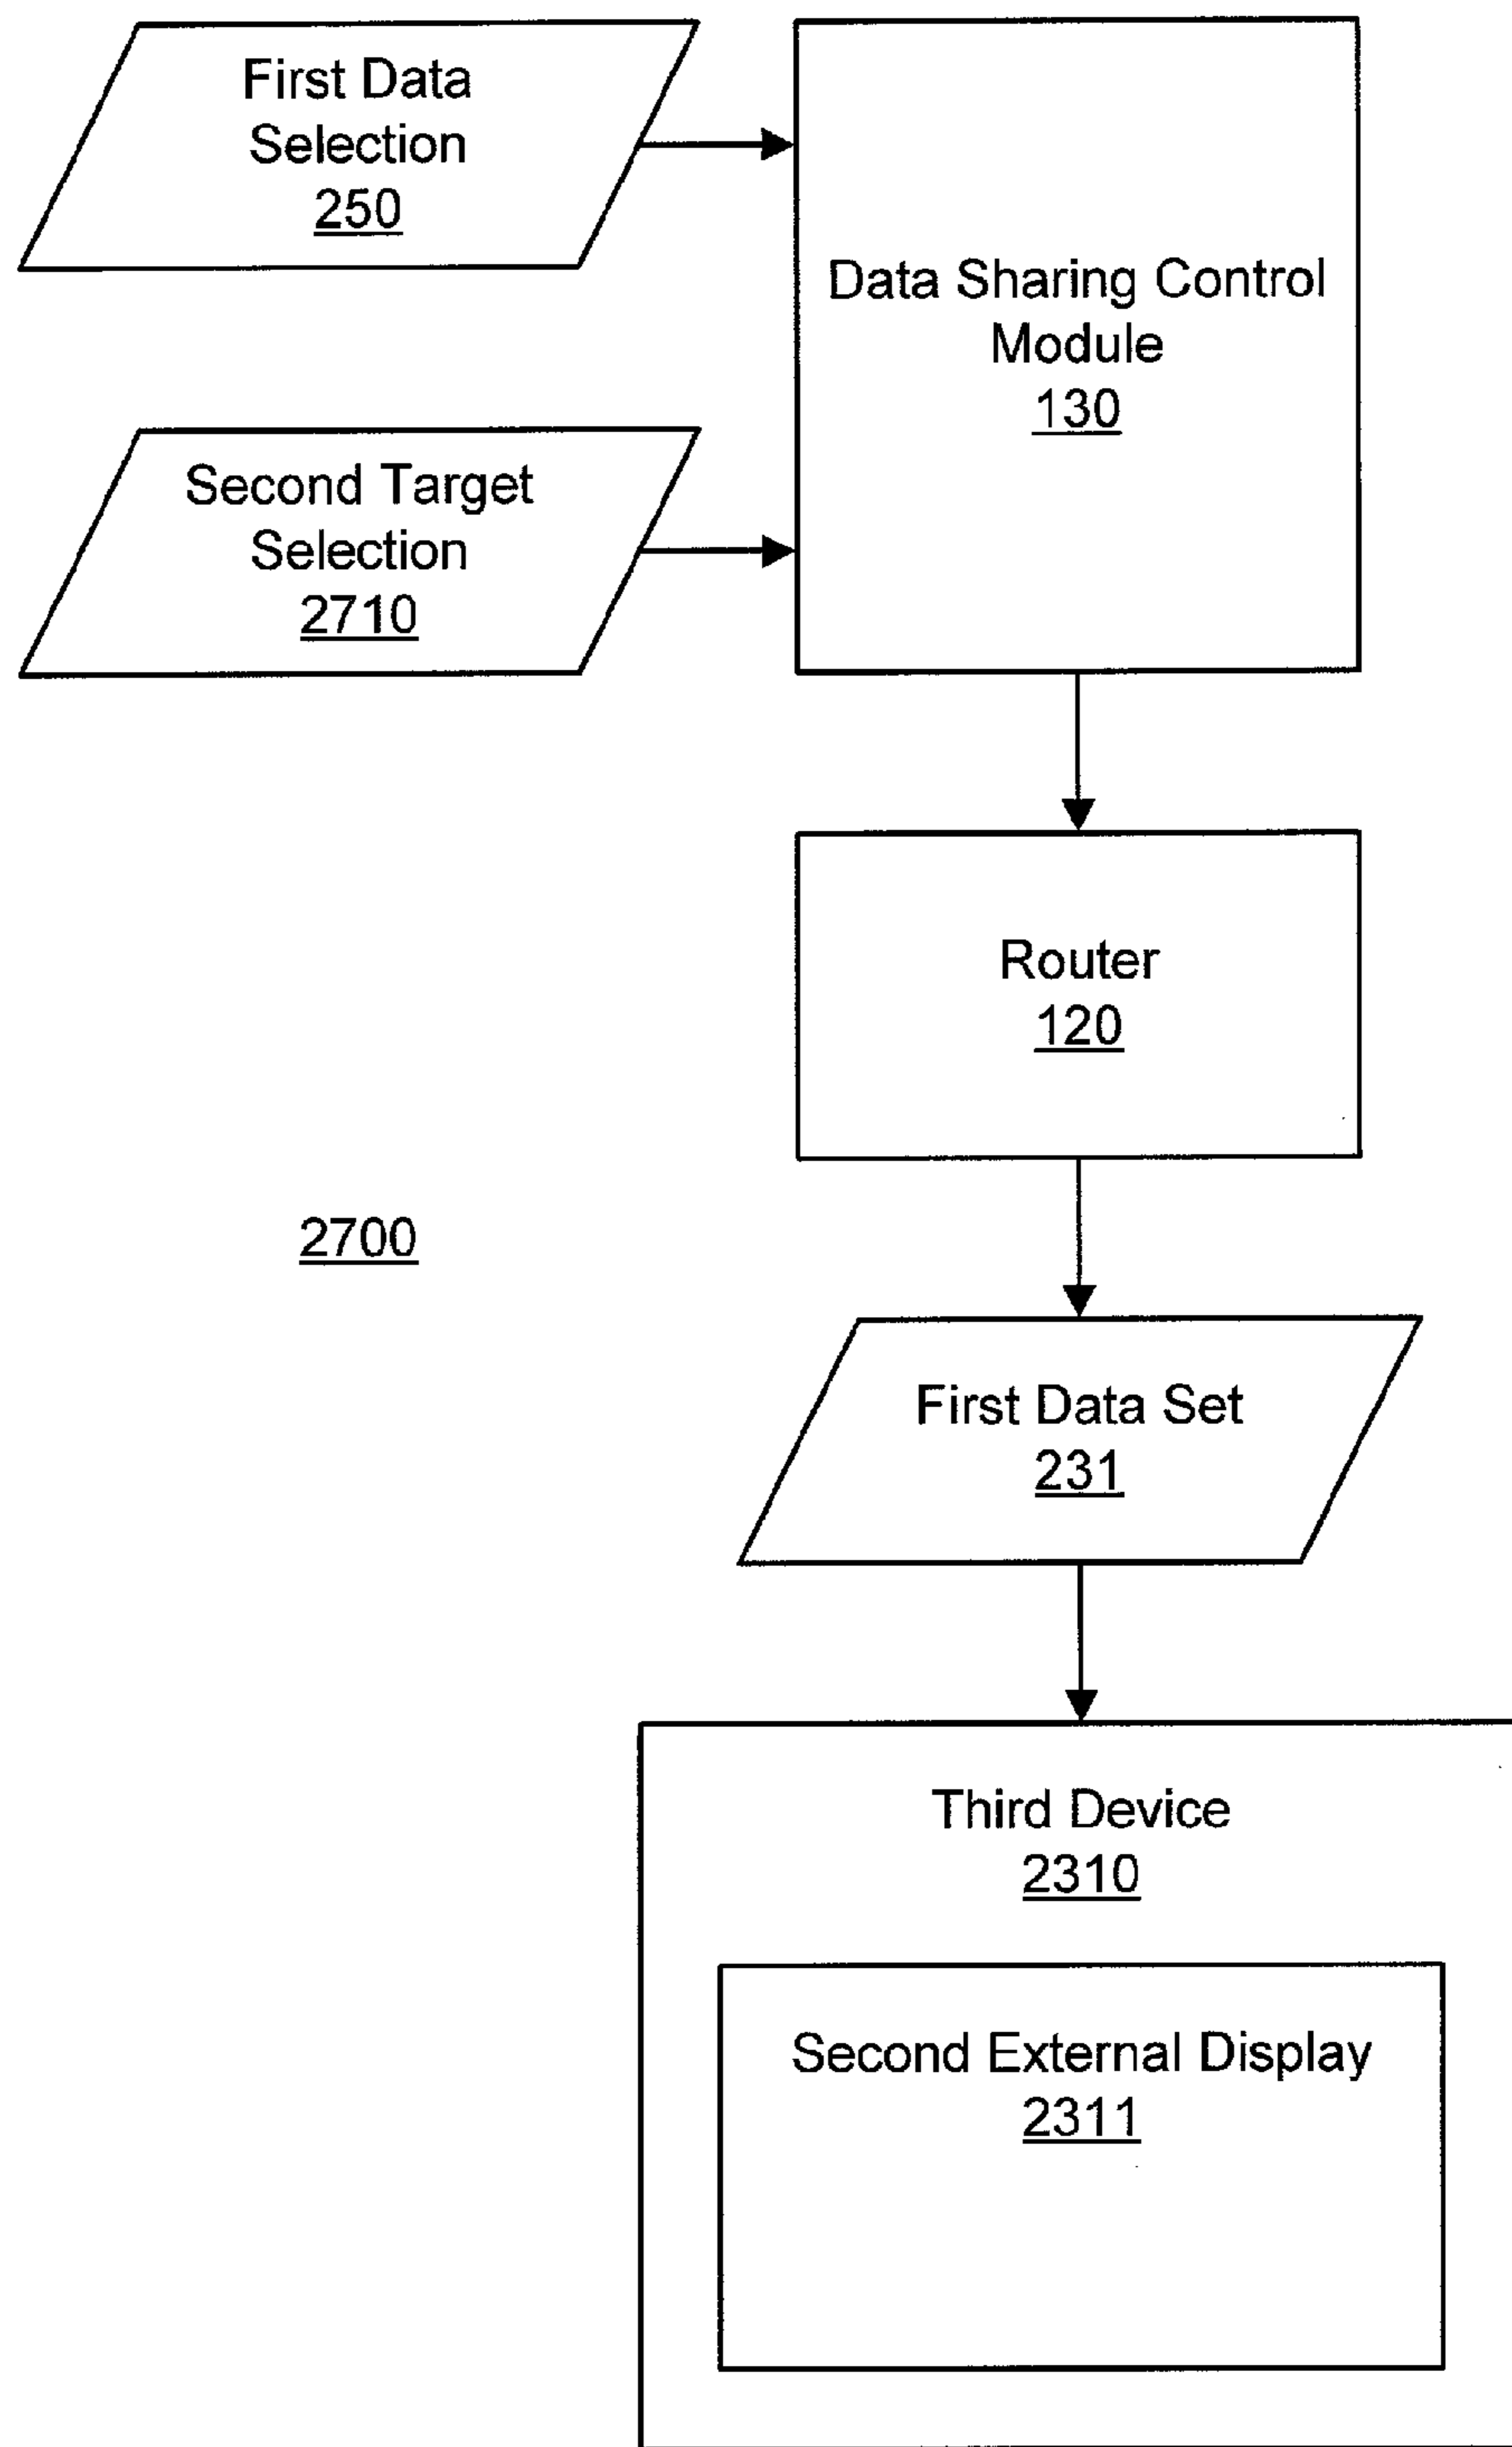 First Data
Selection
250
Data Sharing Control
Module
130
Second Target
Selection
2710
Router
120
2700
First Data Set
231
Third Device
2310
Second External Display
2311